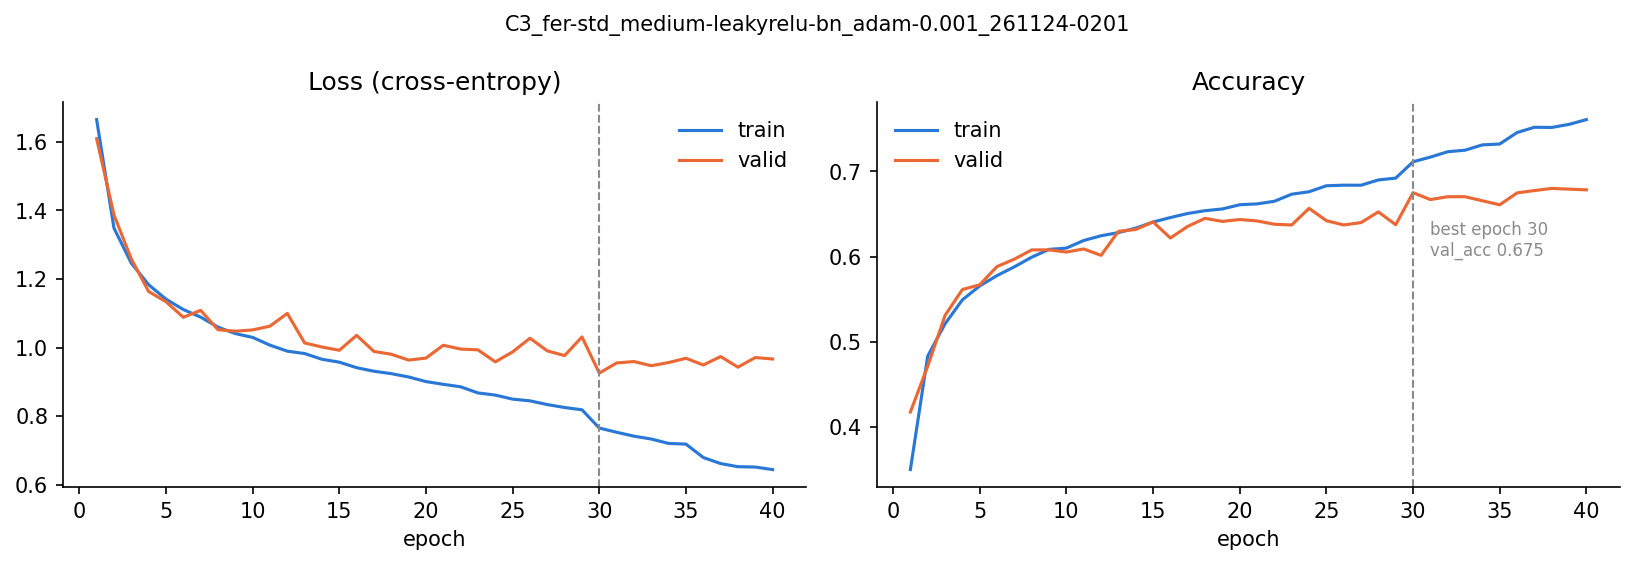 C3_fer-std_medium-leakyrelu-bn_adam-0.001_261124-0201
Loss (cross-entropy)
train
valid
1.6
1.4
1.2
1.0
0.8
0.6
0 5 10 15 20 25 30 35 40
epoch
Accuracy
train
valid
0.7
0.6
0.5
0.4
best epoch 30
val_acc 0.675
0 5 10 15 20 25 30 35 40
epoch